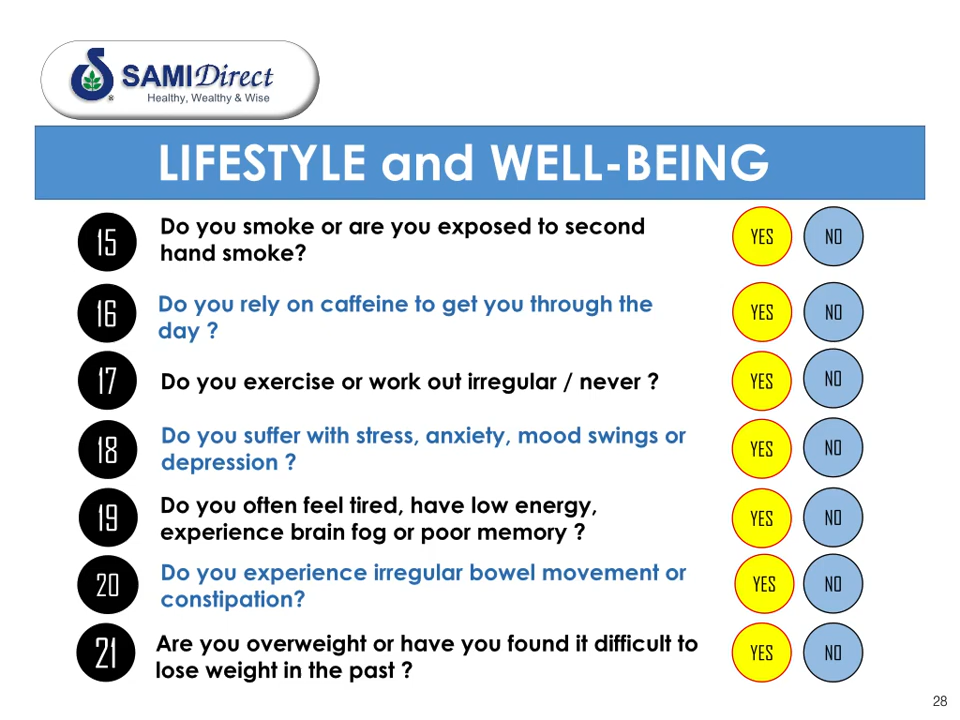 SAMIDirect
®
Healthy, Wealthy & Wise
LIFESTYLE and WELL-BEING
15 Do you smoke or are you exposed to second YES NO
hand smoke?
16 Do you rely on caffeine to get you through the YES NO
day ?
17 Do you exercise or work out irregular / never ? YES NO
18 Do you suffer with stress, anxiety, mood swings or YES NO
depression ?
19 Do you often feel tired, have low energy, YES NO
experience brain fog or poor memory ?
20 Do you experience irregular bowel movement or YES NO
constipation?
21 Are you overweight or have you found it difficult to YES NO
lose weight in the past ?
28